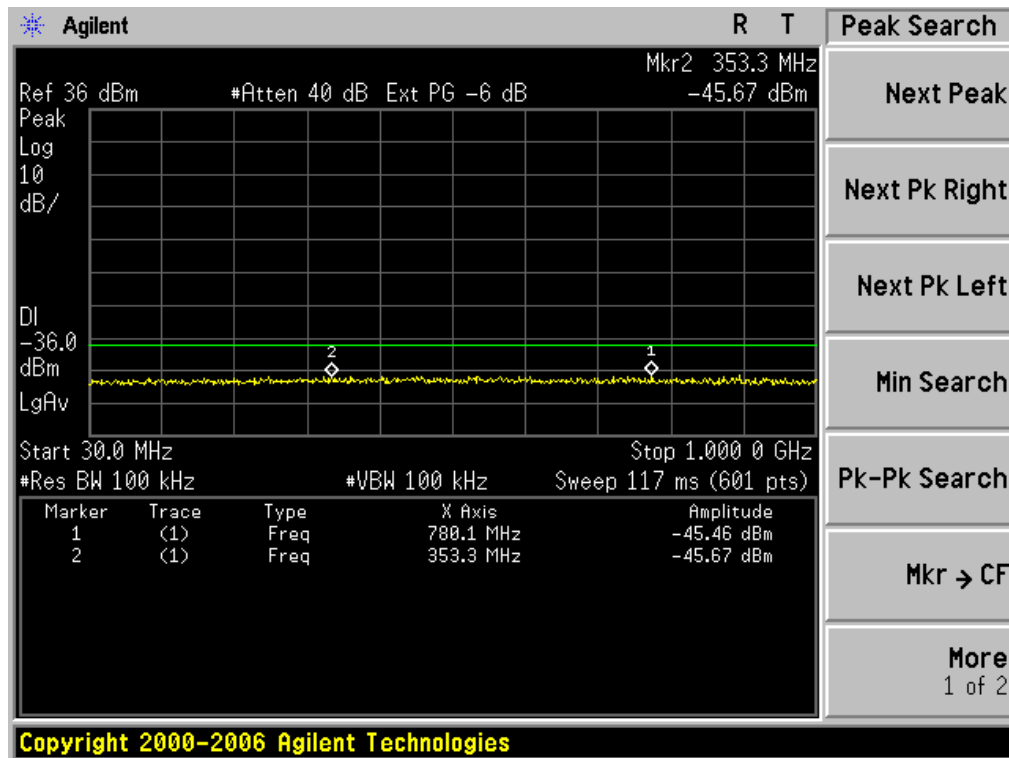 Agilent R T Peak Search
Mkr2 353.3 MHz
Ref 36 dBm #Atten 40 dB Ext PG -6 dB -45.67 dBm
Peak
Log
10
dB/
DI
-36.0
dBm
LgAv
2 1
Start 30.0 MHz Stop 1.000 0 GHz
#Res BW 100 kHz #VBW 100 kHz Sweep 117 ms (601 pts)
Marker Trace Type X Axis Amplitude
1 (1) Freq 780.1 MHz -45.46 dBm
2 (1) Freq 353.3 MHz -45.67 dBm
Next Peak
Next Pk Right
Next Pk Left
Min Search
Pk-Pk Search
Mkr → CF
More
1 of 2
Copyright 2000-2006 Agilent Technologies